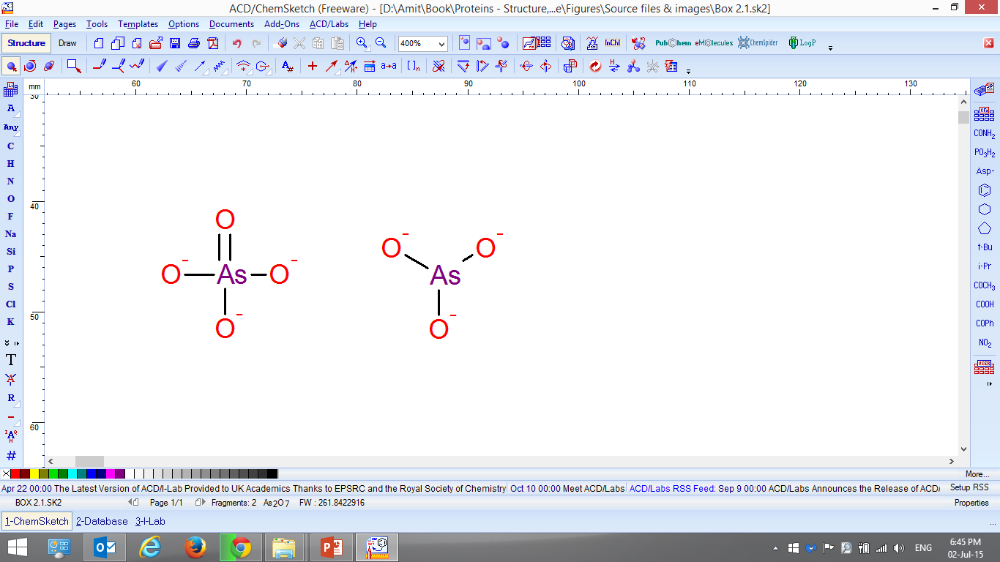 ACD/ChemSketch (Freeware) - [D:\Amit\Book\Proteins - Structure,...e\Figures\Source files & images\Box 2.1.sk2]
File Edit Pages Tools Templates Options Documents Add-Ons ACD/Labs Help
Structure Draw 400% InChI PubChem eMolecules ChemSpider LogP
mm 60 70 80 90 100 110 120 130
30
40
50
60
A
Any
C
H
N
O
F
Na
Si
P
S
Cl
K
T
A
R
#
O
O- As O-
O-
O- O-
As
O-
CONH2
PO3H2
Asp-
t-Bu
i-Pr
COCH3
COOH
COPh
NO2
USER
More...
Apr 22 00:00 The Latest Version of ACD/I-Lab Provided to UK Academics Thanks to EPSRC and the Royal Society of Chemistry Oct 10 00:00 Meet ACD/Labs ACD/Labs RSS Feed: Sep 9 00:00 ACD/Labs Announces the Release of ACD/ Setup RSS
BOX 2.1.SK2 Page 1/1 Fragments: 2 As2O7 FW : 261.8422916 Properties
1-ChemSketch 2-Database 3-I-Lab ...
ENG 6:45 PM
02-Jul-15